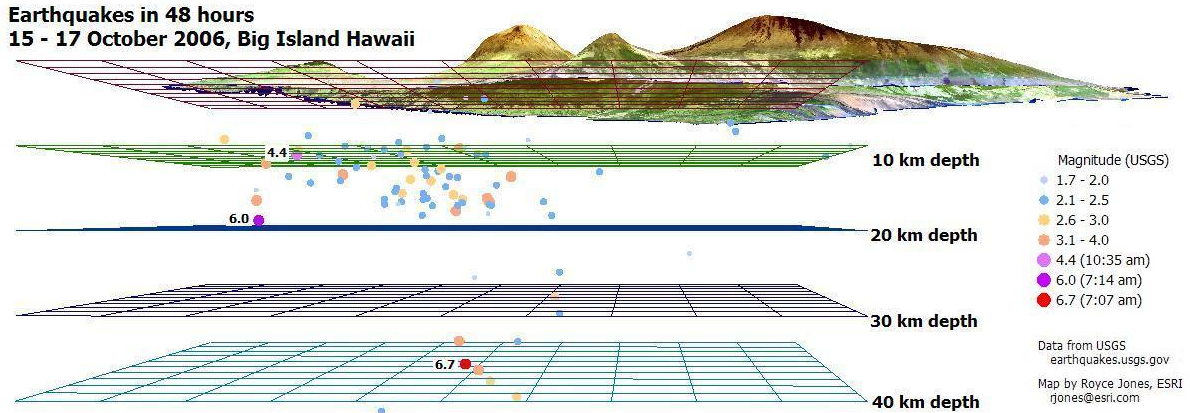 Earthquakes in 48 hours
15 - 17 October 2006, Big Island Hawaii
4.4
10 km depth
6.0
20 km depth
30 km depth
6.7
40 km depth
Magnitude (USGS)
1.7 - 2.0
2.1 - 2.5
2.6 - 3.0
3.1 - 4.0
4.4 (10:35 am)
6.0 (7:14 am)
6.7 (7:07 am)
Data from USGS
earthquakes.usgs.gov
Map by Royce Jones, ESRI
rjones@esri.com